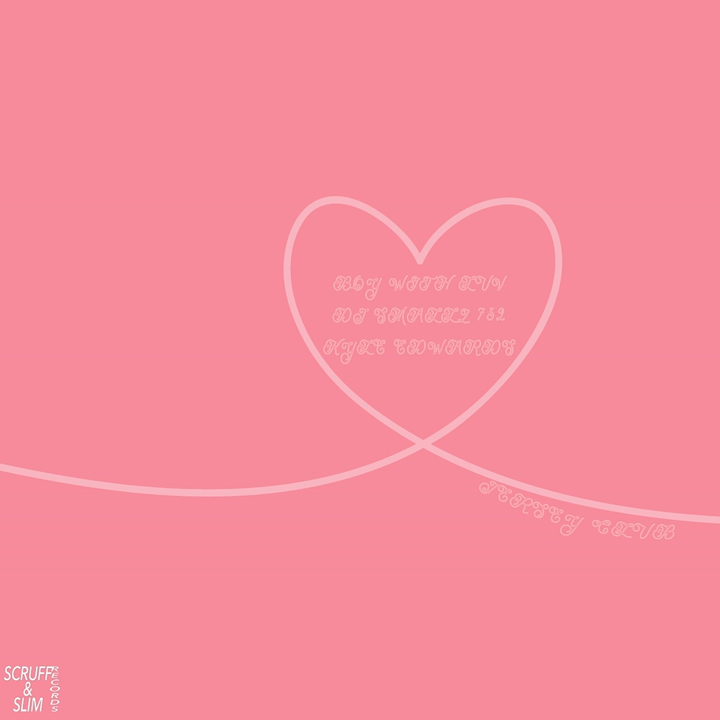 BOY WITH LUV
DJ SMALLZ 732
KYLE EDWARDS
JERSEY CLUB
SCRUFF
&
SLIM
RECORDS